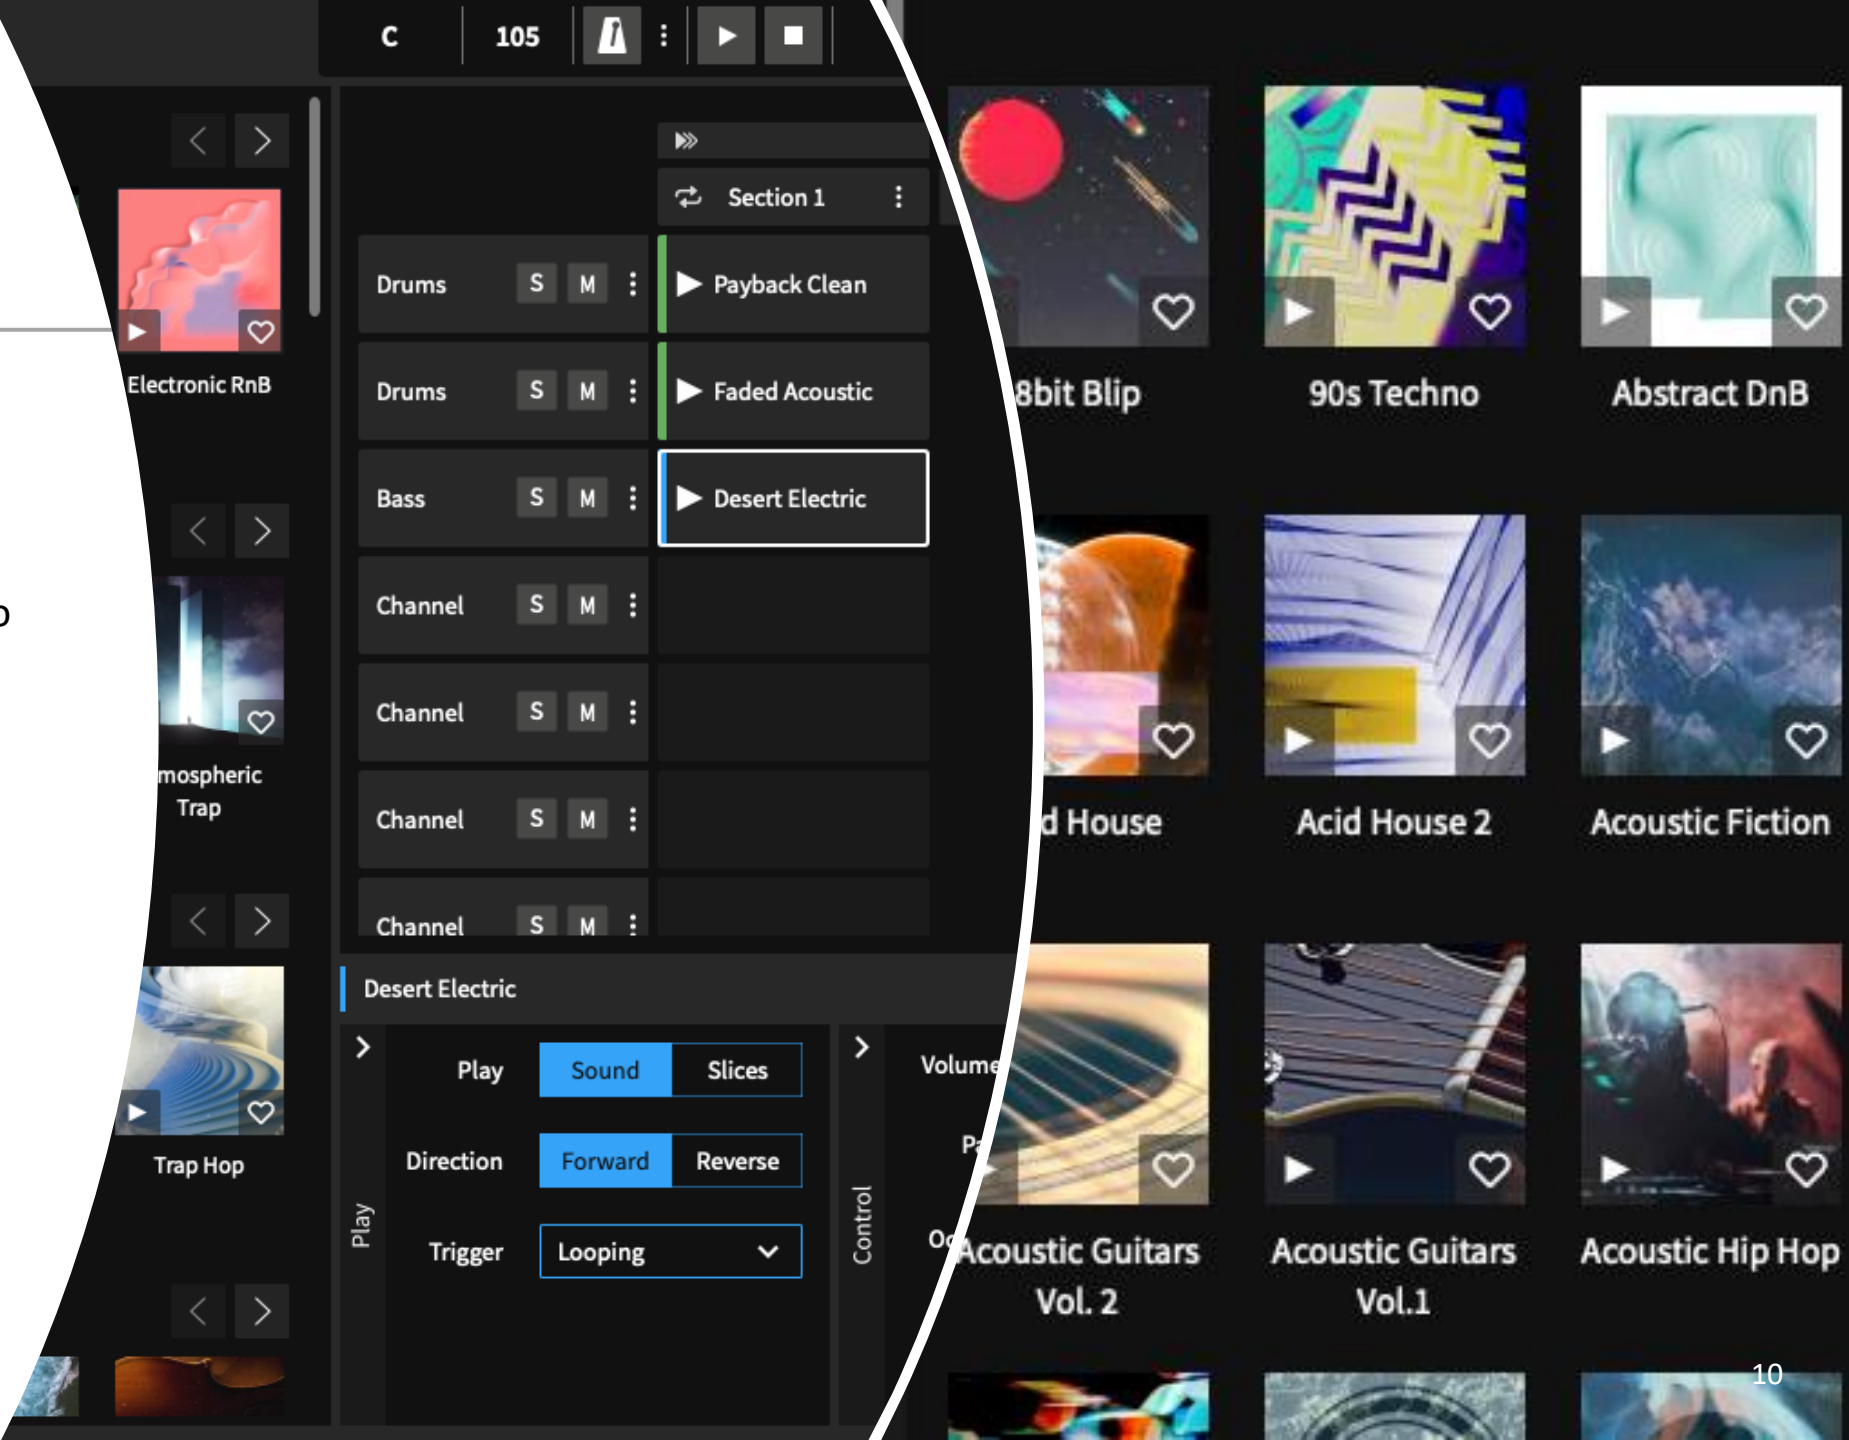 C 105
Section 1
Drums S M Payback Clean
Drums S M Faded Acoustic
Bass S M Desert Electric
Channel S M
Channel S M
Channel S M
Channel S M
Electronic RnB
mospheric
Trap
Trap Hop
Desert Electric
Play
Play Sound Slices
Direction Forward Reverse
Trigger Looping
Control
Volume
8bit Blip
90s Techno
Abstract DnB
d House
Acid House 2
Acoustic Fiction
Acoustic Guitars
Vol. 2
Acoustic Guitars
Vol.1
Acoustic Hip Hop
10